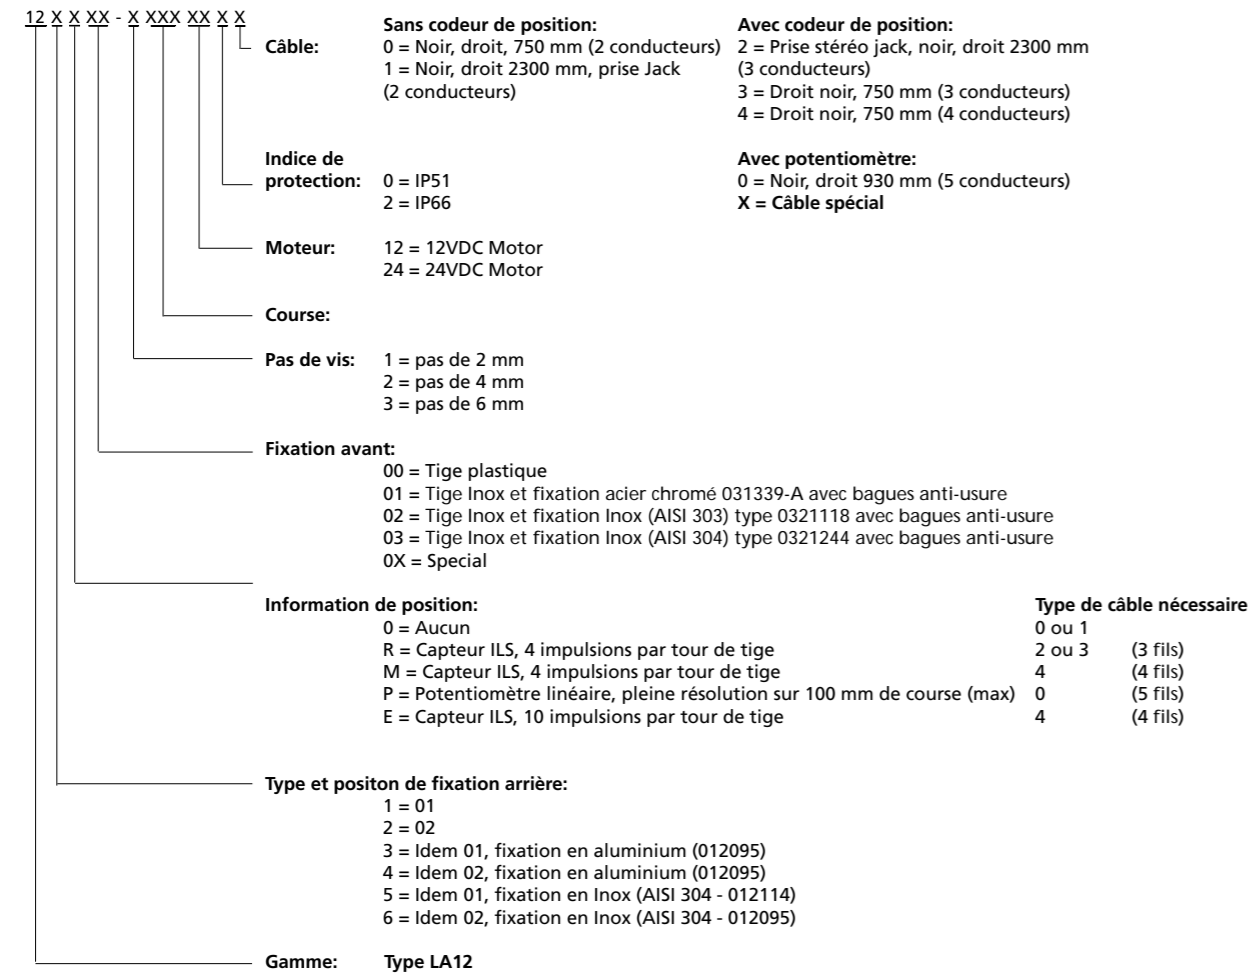 12 X X XX - X XXX XX X X
Sans codeur de position: Avec codeur de position:
Câble: 0 = Noir, droit, 750 mm (2 conducteurs) 2 = Prise stéréo jack, noir, droit 2300 mm
1 = Noir, droit 2300 mm, prise Jack (3 conducteurs)
(2 conducteurs) 3 = Droit noir, 750 mm (3 conducteurs)
4 = Droit noir, 750 mm (4 conducteurs)
Indice de Avec potentiomètre:
protection: 0 = IP51 0 = Noir, droit 930 mm (5 conducteurs)
2 = IP66 X = Câble spécial
Moteur: 12 = 12VDC Motor
24 = 24VDC Motor
Course:
Pas de vis: 1 = pas de 2 mm
2 = pas de 4 mm
3 = pas de 6 mm
Fixation avant:
00 = Tige plastique
01 = Tige Inox et fixation acier chromé 031339-A avec bagues anti-usure
02 = Tige Inox et fixation Inox (AISI 303) type 0321118 avec bagues anti-usure
03 = Tige Inox et fixation Inox (AISI 304) type 0321244 avec bagues anti-usure
0X = Special
Information de position: Type de câble nécessaire
0 = Aucun 0 ou 1
R = Capteur ILS, 4 impulsions par tour de tige 2 ou 3 (3 fils)
M = Capteur ILS, 4 impulsions par tour de tige 4 (4 fils)
P = Potentiomètre linéaire, pleine résolution sur 100 mm de course (max) 0 (5 fils)
E = Capteur ILS, 10 impulsions par tour de tige 4 (4 fils)
Type et positon de fixation arrière:
1 = 01
2 = 02
3 = Idem 01, fixation en aluminium (012095)
4 = Idem 02, fixation en aluminium (012095)
5 = Idem 01, fixation en Inox (AISI 304 - 012114)
6 = Idem 02, fixation en Inox (AISI 304 - 012095)
Gamme: Type LA12